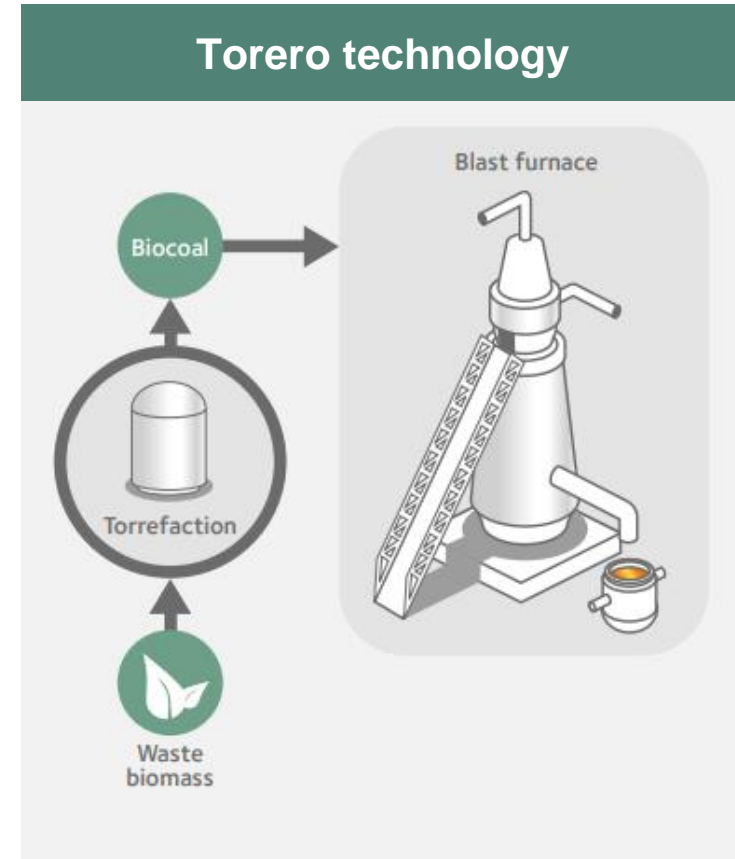 Torero technology
Blast furnace
Biocoal
Torrefaction
Waste
biomass